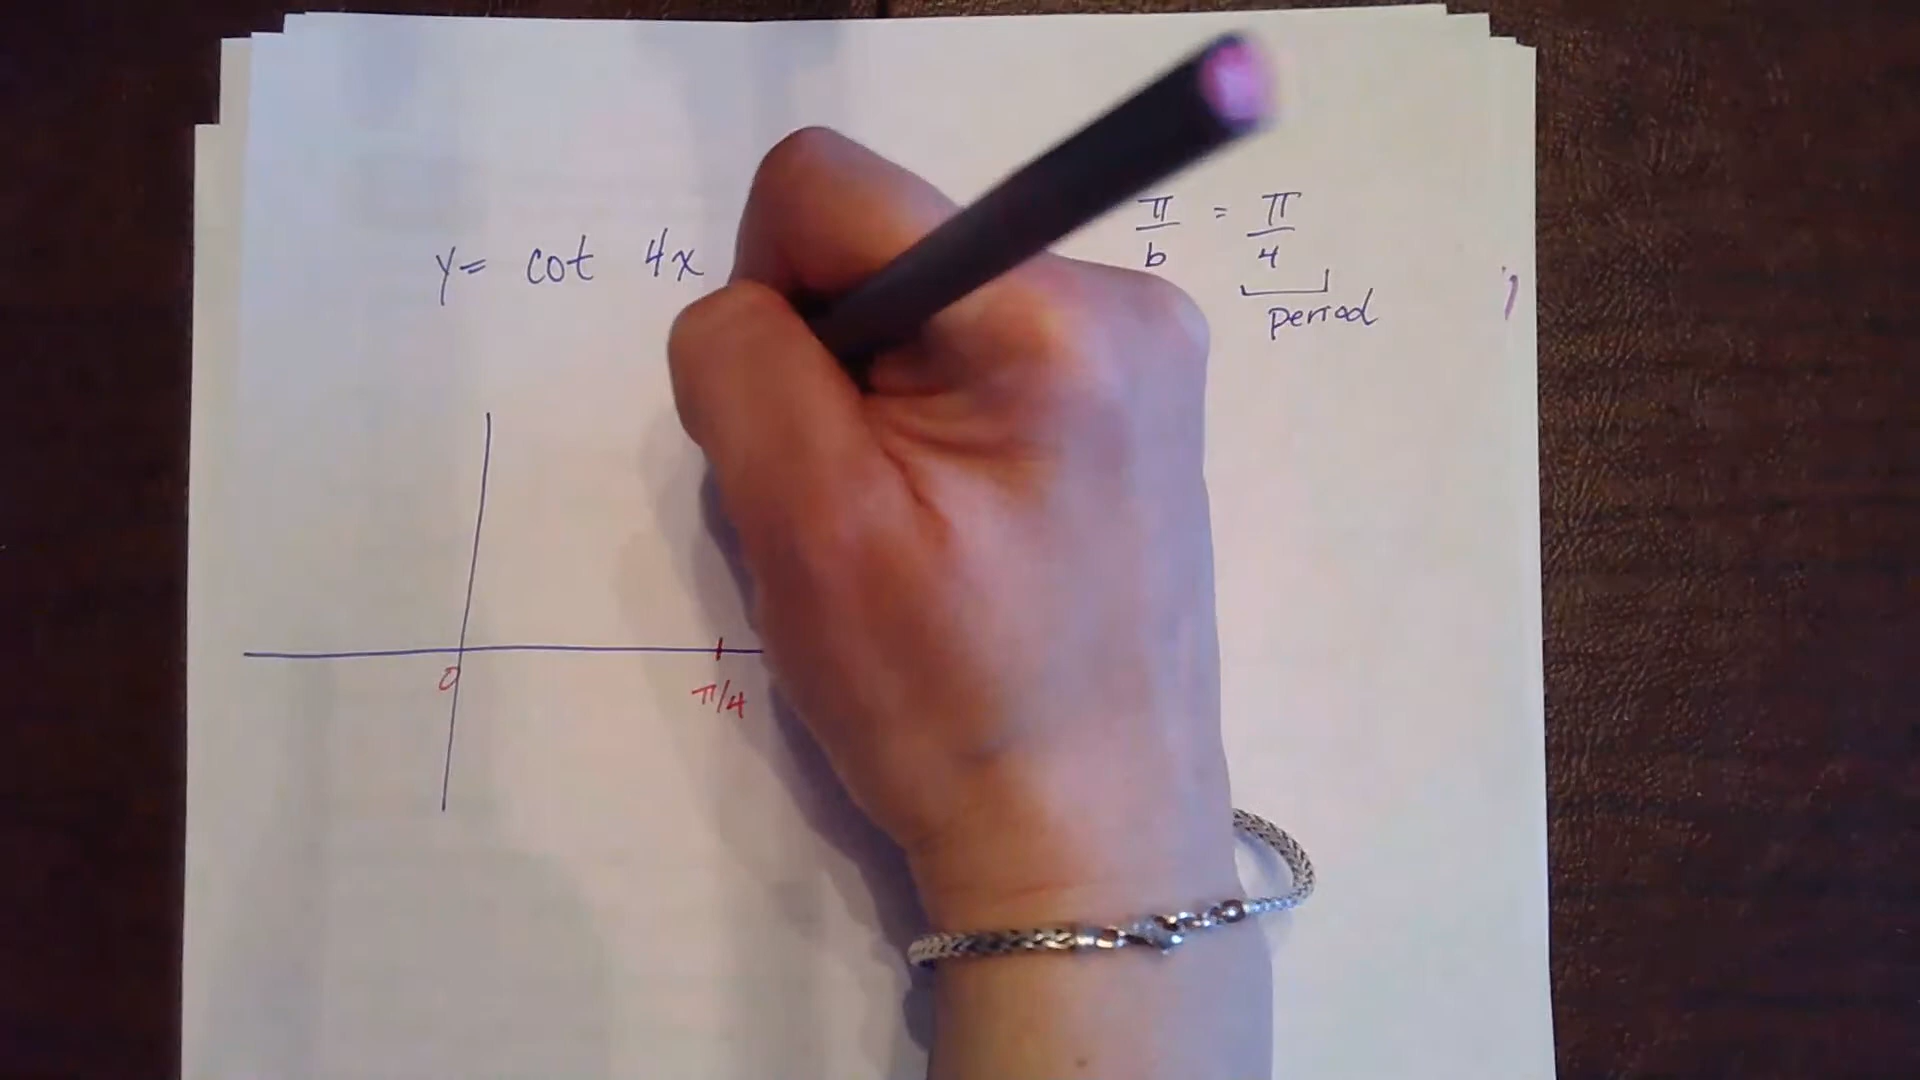 y= cot 4x
π/b = π/4
period
0
π/4